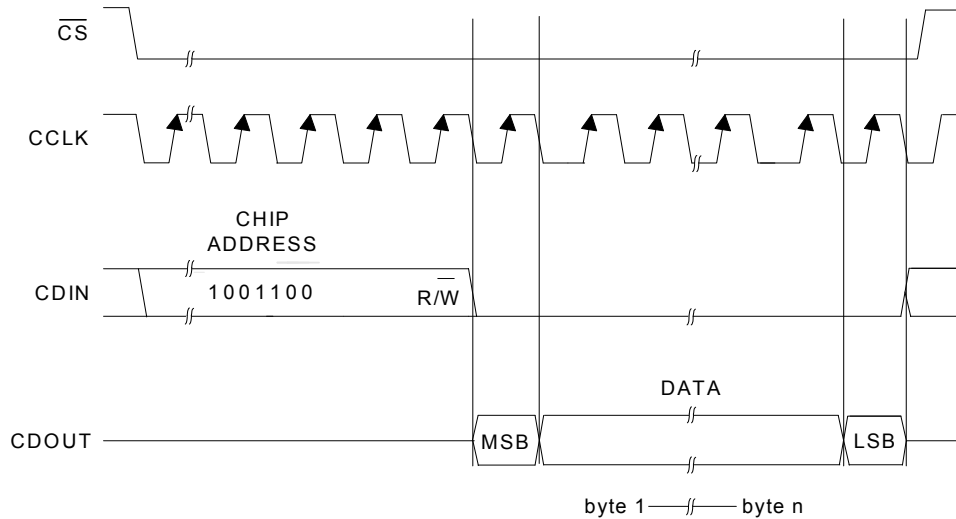 CS
CCLK
CHIP
ADDRESS
CDIN
1001100
R/W
DATA
CDOUT
MSB
LSB
byte 1
byte n